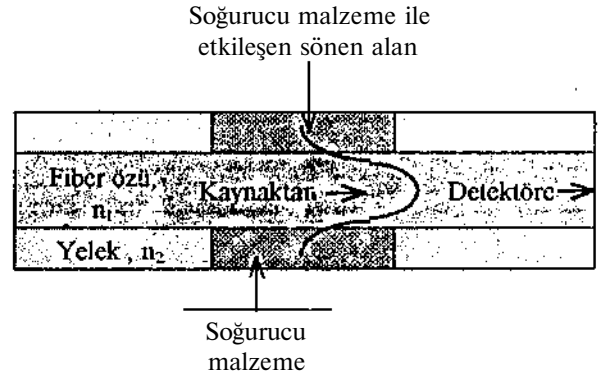 Soğurucu malzeme ile
etkileşen sönen alan
Fiber özü,
n₁
Kaynaktan
Detektöre
Yelek , n₂
Soğurucu
malzeme